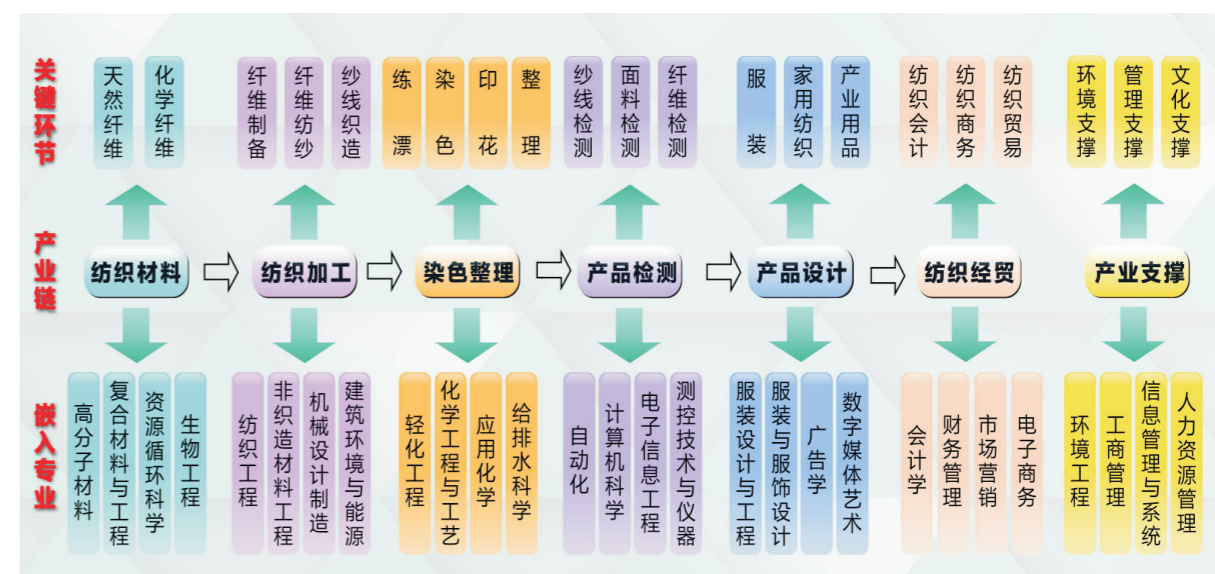 关键环节
天然纤维
化学纤维
纤维制备
纤维纺纱
纱线织造
练漂
染色
印花
整理
纱线检测
面料检测
纤维检测
服装
家用纺织
产业用品
纺织会计
纺织商务
纺织贸易
环境支撑
管理支撑
文化支撑
产业链
纺织材料
纺织加工
染色整理
产品检测
产品设计
纺织经贸
产业支撑
嵌入专业
高分子材料
复合材料与工程
资源循环科学
生物工程
纺织工程
非织造材料工程
机械设计制造
建筑环境与能源
轻化工程
化学工程与工艺
应用化学
给排水科学
自动化
计算机科学
电子信息工程
测控技术与仪器
服装设计与工程
服装与服饰设计
广告学
数字媒体艺术
会计学
财务管理
市场营销
电子商务
环境工程
工商管理
信息管理与系统
人力资源管理